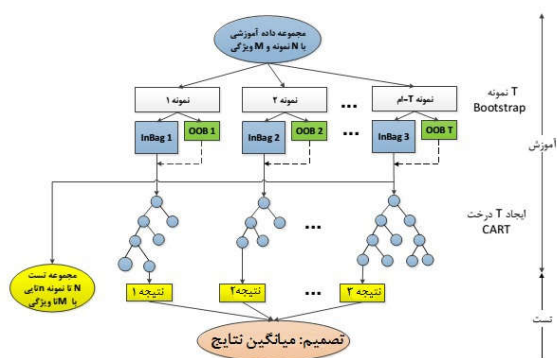 مجموعه داده آموزشی
با N نمونه و M ویژگی
نمونه ۱
نمونه ۲
...
نمونه T-ام
T نمونه
Bootstrap
InBag 1
OOB 1
InBag 2
OOB 2
...
InBag 3
OOB T
آموزش
ایجاد T درخت
CART
...
مجموعه تست
N تا نمونه nتایی
با Mتا ویژگی
نتیجه ۱
نتیجه۲
نتیجه ۳
تست
تصمیم: میانگین نتایج